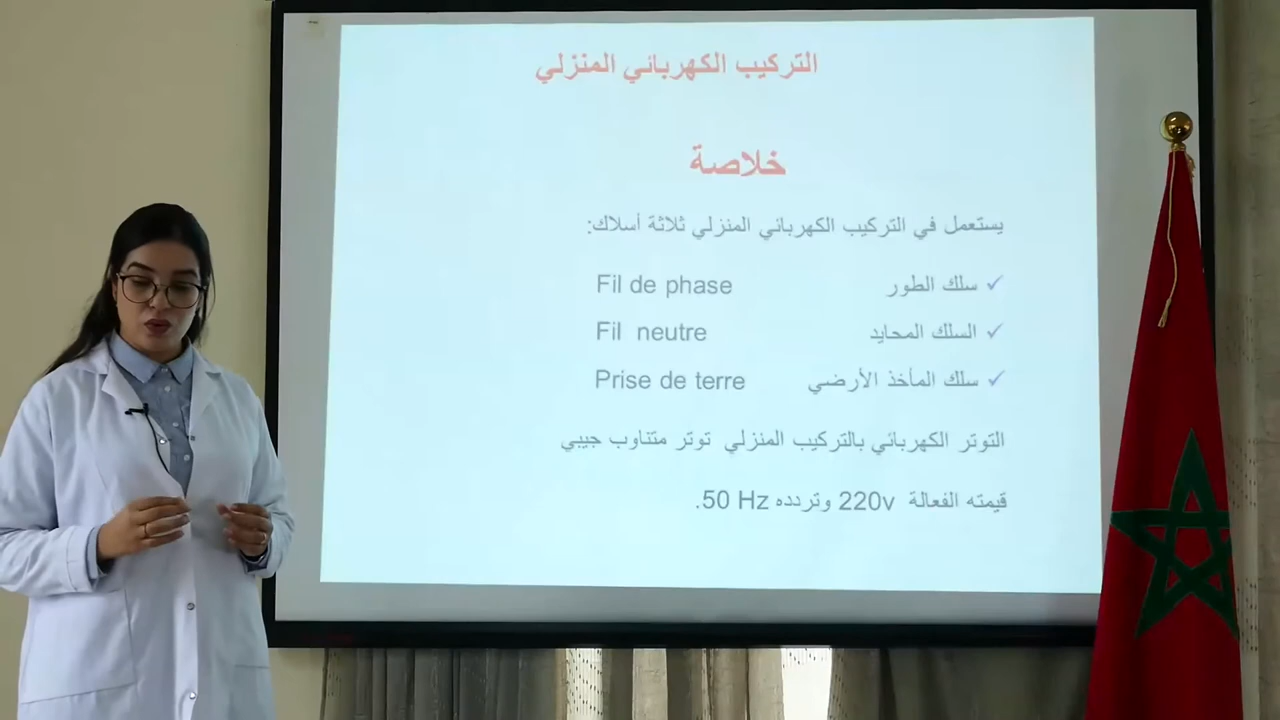 التركيب الكهربائي المنزلي
خلاصة
يستعمل في التركيب الكهربائي المنزلي ثلاثة أسلاك:
✓ سلك الطور Fil de phase
✓ السلك المحايد Fil neutre
✓ سلك المأخذ الأرضي Prise de terre
التوتر الكهربائي بالتركيب المنزلي توتر متناوب جيبي
قيمته الفعالة 220v وتردده 50 Hz.